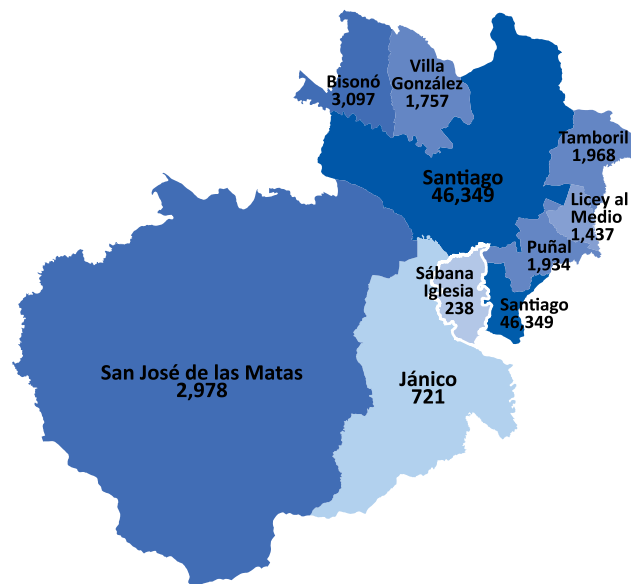 Bisonó
3,097
Villa
González
1,757
Tamboril
1,968
Santiago
46,349
Licey al
Medio
1,437
Puñal
1,934
Sábana
Iglesia
238
Santiago
46,349
San José de las Matas
2,978
Jánico
721